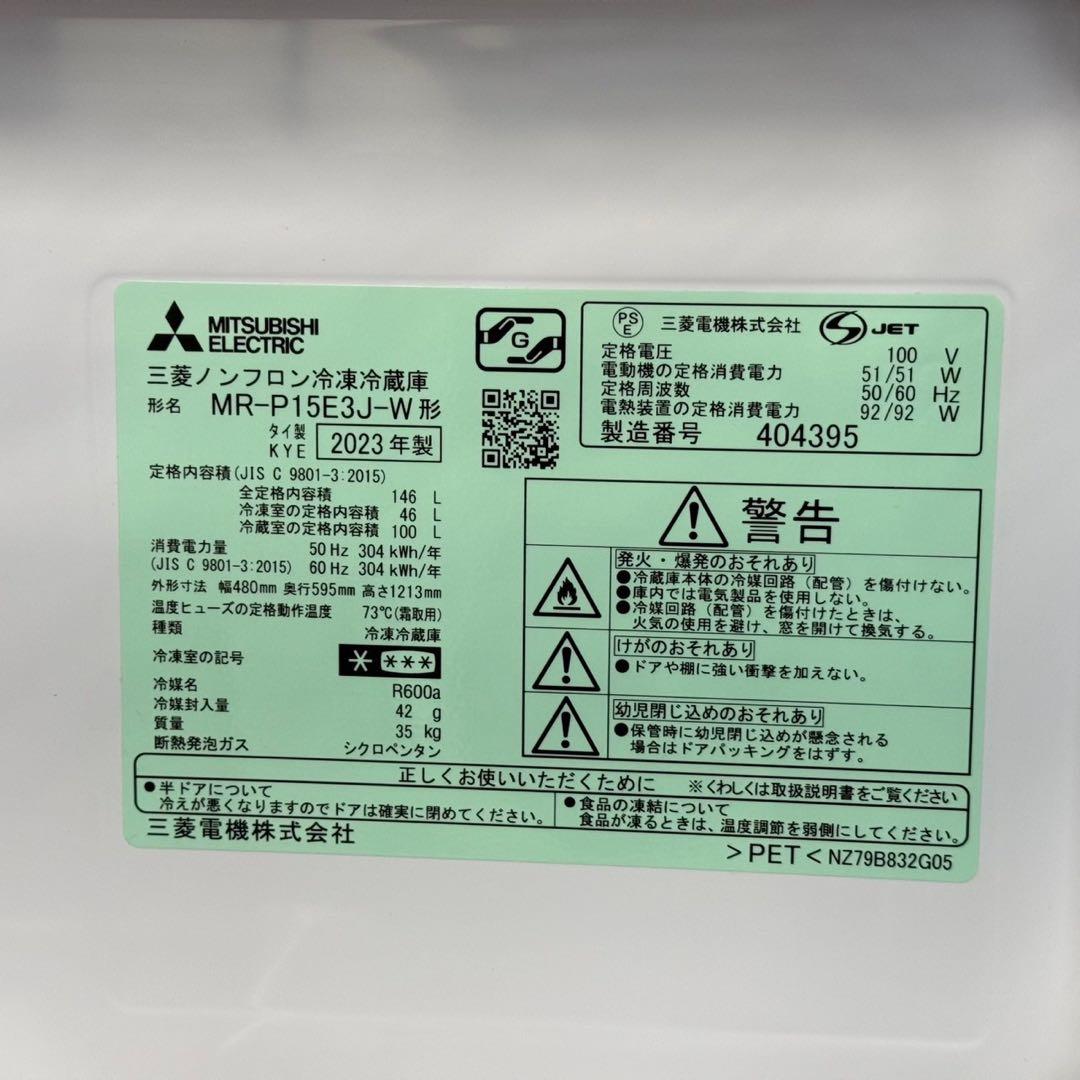 MITSUBISHI
ELECTRIC
三菱ノンフロン冷凍冷蔵庫
形名 MR-P15E3J-W形
タイ製
KYE 2023年製
定格内容積(JIS C 9801-3:2015)
全定格内容積 146 L
冷凍室の定格内容積 46 L
冷蔵室の定格内容積 100 L
消費電力量 50Hz 304kWh/年
(JIS C 9801-3:2015) 60Hz 304kWh/年
外形寸法 幅480mm 奥行595mm 高さ1213mm
温度ヒューズの定格動作温度 73℃(霜取用)
種類 冷凍冷蔵庫
冷凍室の記号 * ***
冷媒名 R600a
冷媒封入量 42 g
質量 35 kg
断熱発泡ガス シクロペンタン
G
PS
E
三菱電機株式会社 S JET
定格電圧 100 V
電動機の定格消費電力 51/51 W
定格周波数 50/60 Hz
電熱装置の定格消費電力 92/92 W
製造番号 404395
警告
発火・爆発のおそれあり
●冷蔵庫本体の冷媒回路(配管)を傷付けない。
●庫内では電気製品を使用しない。
●冷媒回路(配管)を傷付けたときは、
火気の使用を避け、窓を開けて換気する。
けがのおそれあり
●ドアや棚に強い衝撃を加えない。
幼児閉じ込めのおそれあり
●保管時に幼児閉じ込めが懸念される
場合はドアパッキングをはずす。
正しくお使いいただくために ※くわしくは取扱説明書をご覧ください
●半ドアについて
冷えが悪くなりますのでドアは確実に閉めてください。
●食品の凍結について
食品が凍るときは、温度調節を弱側にしてください。
三菱電機株式会社
>PET< NZ79B832G05